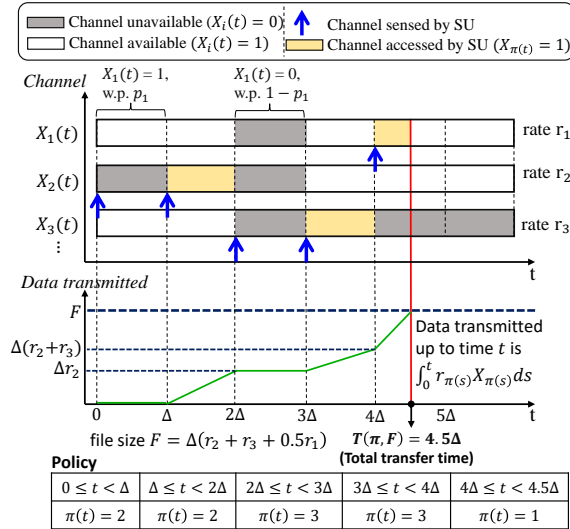 Channel unavailable (X_i(t) = 0)
Channel sensed by SU
Channel available (X_i(t) = 1)
Channel accessed by SU (X_{π(t)} = 1)
Channel
X_1(t) = 1,
w.p. p_1
X_1(t) = 0,
w.p. 1 − p_1
X_1(t)
rate r_1
X_2(t)
rate r_2
X_3(t)
rate r_3
⋮
t
Data transmitted
F
Δ(r_2+r_3)
Δr_2
Data transmitted
up to time t is
∫_0^t r_{π(s)} X_{π(s)} ds
0 Δ 2Δ 3Δ 4Δ 5Δ t
file size F = Δ(r_2 + r_3 + 0.5r_1)
T(π, F) = 4.5Δ
(Total transfer time)
Policy
0 ≤ t < Δ Δ ≤ t < 2Δ 2Δ ≤ t < 3Δ 3Δ ≤ t < 4Δ 4Δ ≤ t < 4.5Δ
π(t) = 2 π(t) = 2 π(t) = 3 π(t) = 3 π(t) = 1